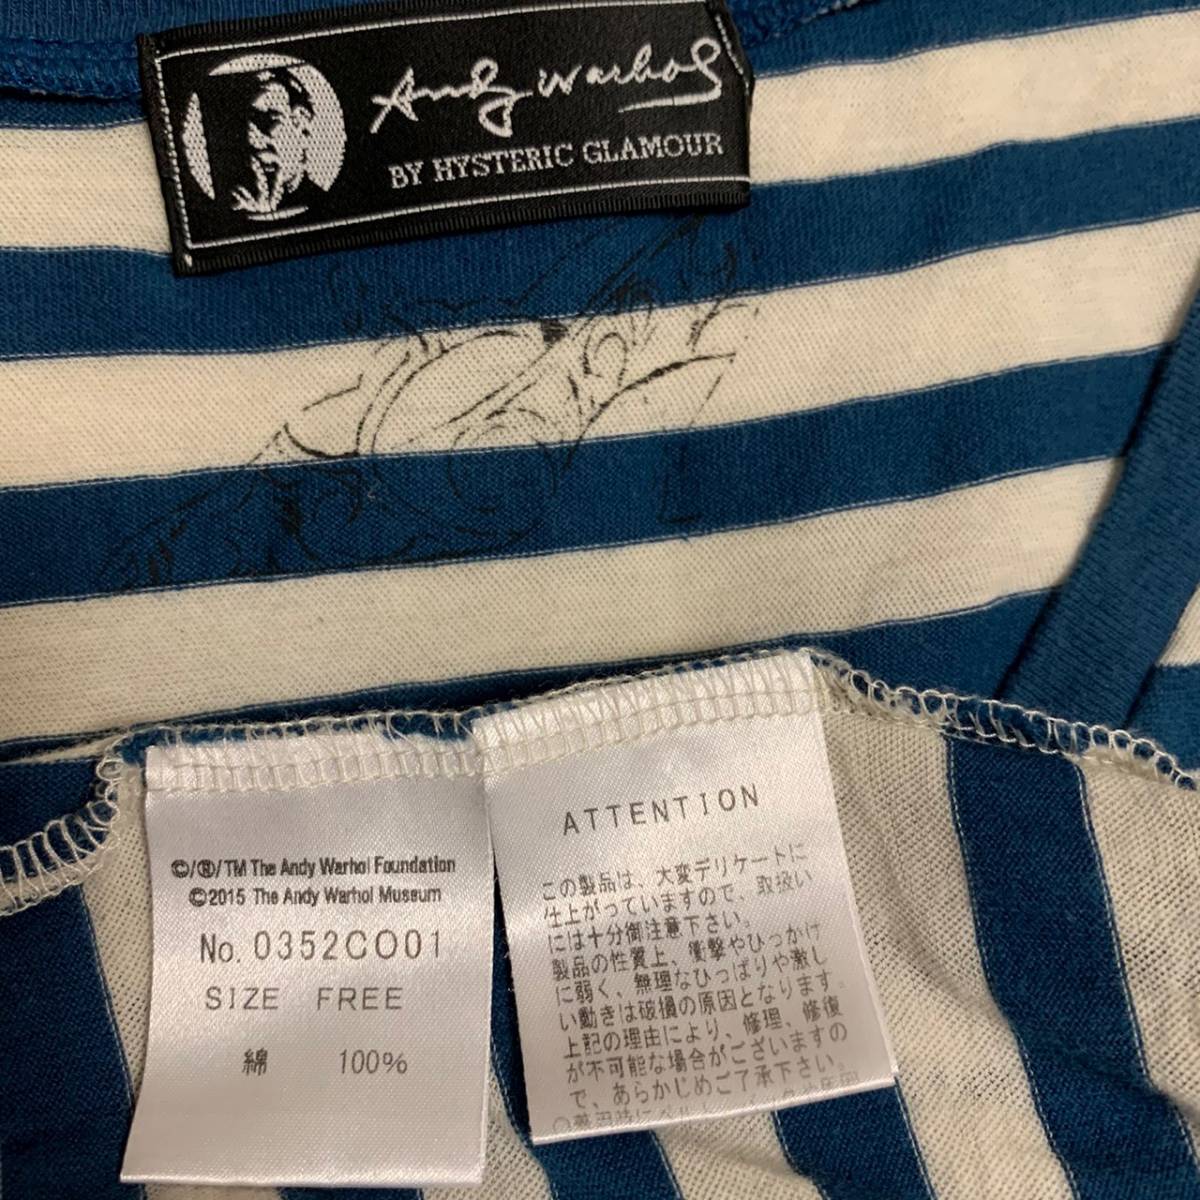 Andy Warhol
BY HYSTERIC GLAMOUR
©/®/TM The Andy Warhol Foundation
©2015 The Andy Warhol Museum
No. 0352CO01
SIZE FREE
綿 100%
ATTENTION
この製品は、大変デリケートに
仕上がっていますので、取扱い
には十分御注意下さい。
製品の性質上、衝撃やひっかけ
に弱く、無理なひっぱりや激し
い動きは破損の原因となります。
上記の理由により、修理、修復
が不可能な場合がございますの
で、あらかじめご了承下さい。